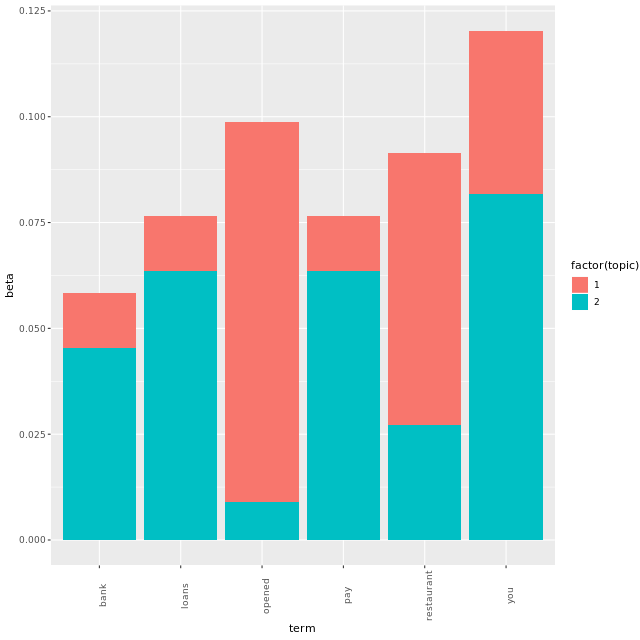 0.125
0.100
0.075
0.050
0.025
0.000
beta
bank
loans
opened
pay
restaurant
you
term
factor(topic)
1
2